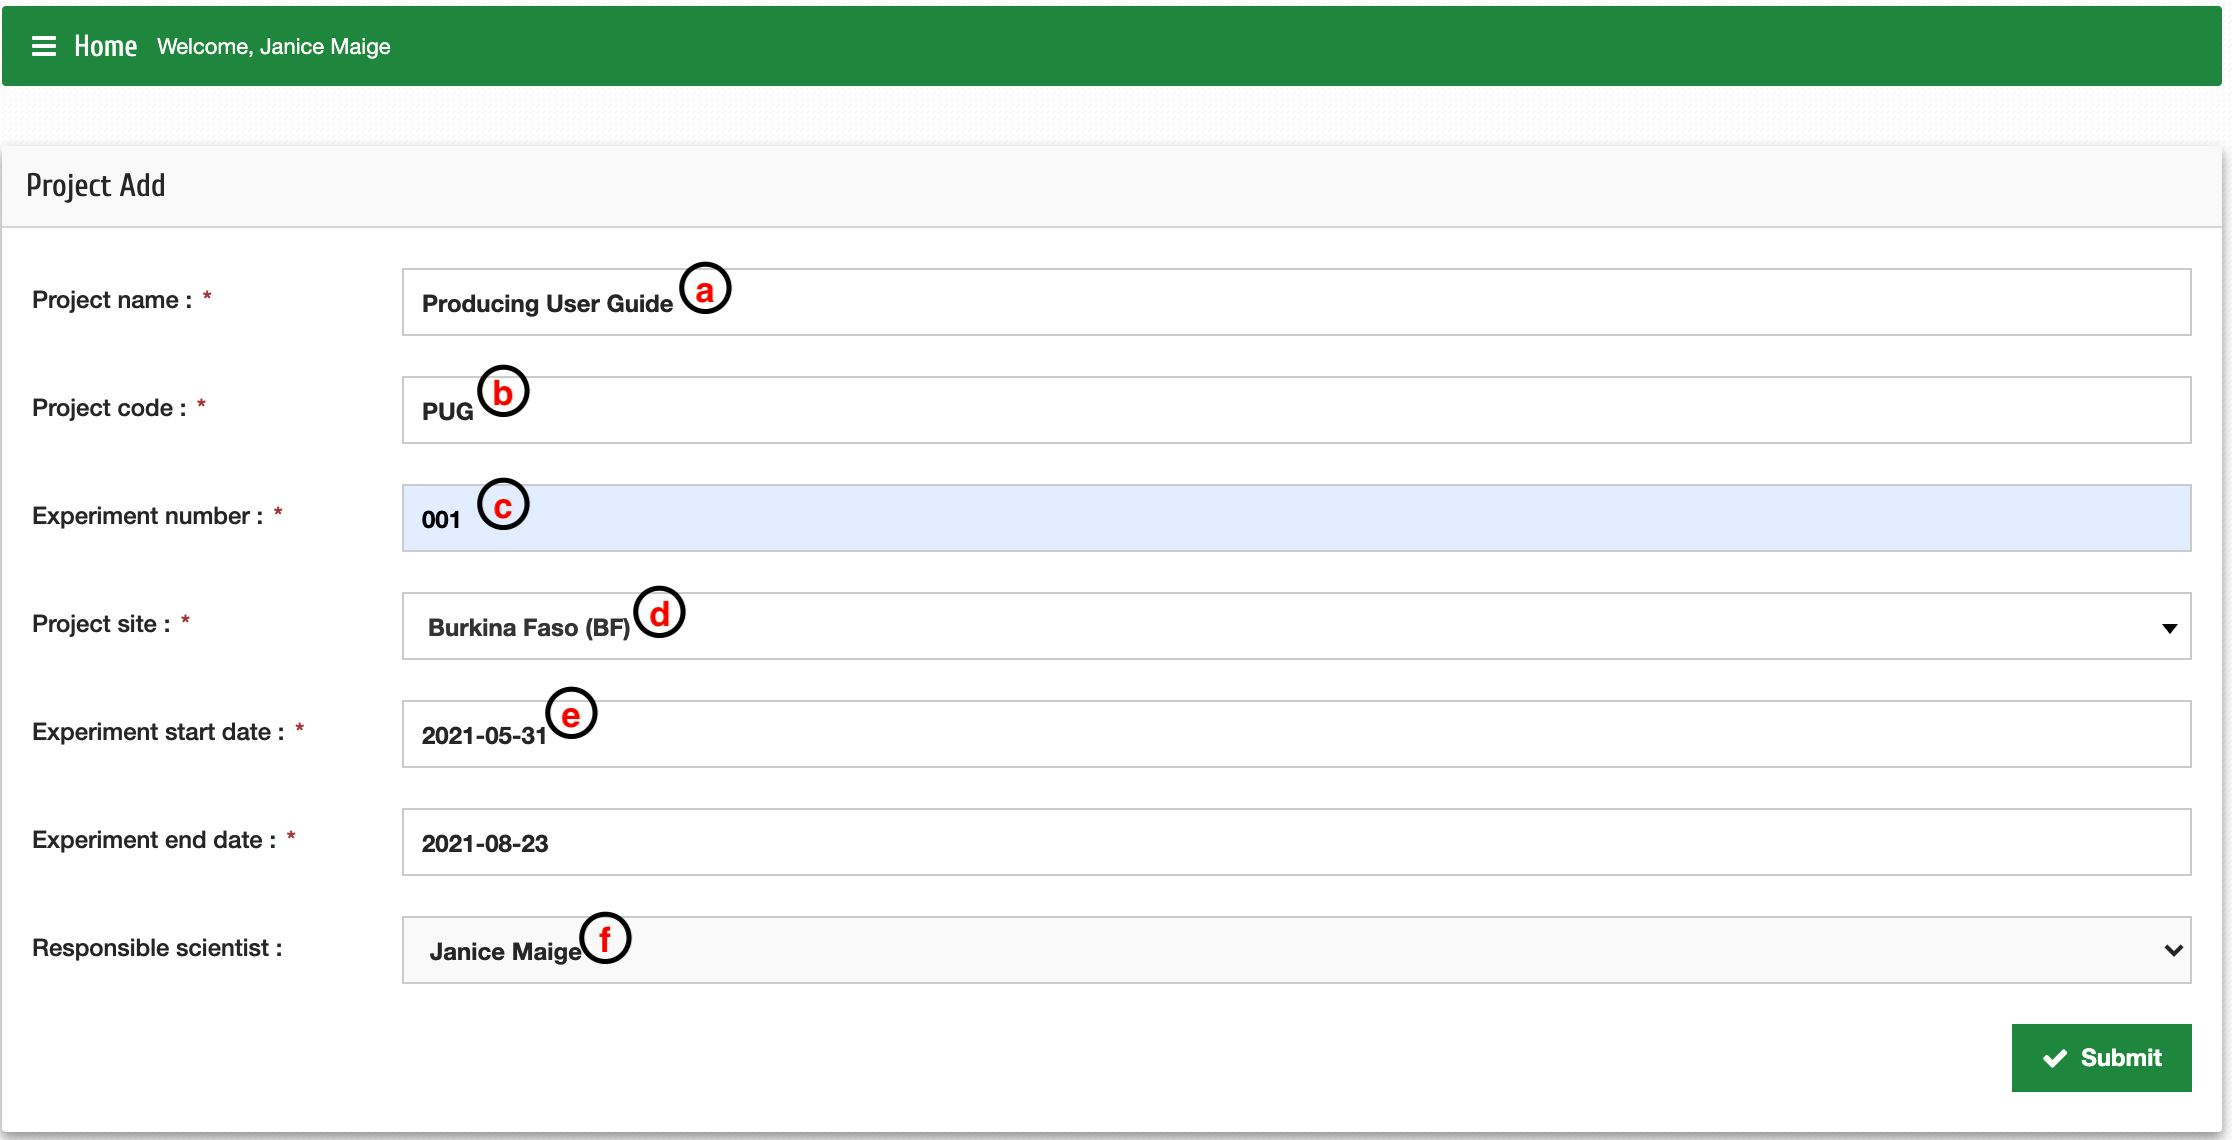 Home Welcome, Janice Maige
Project Add
Project name : * Producing User Guide a
Project code : * PUG b
Experiment number : * 001 c
Project site : * Burkina Faso (BF) d
Experiment start date : * 2021-05-31 e
Experiment end date : * 2021-08-23
Responsible scientist : Janice Maige f
Submit